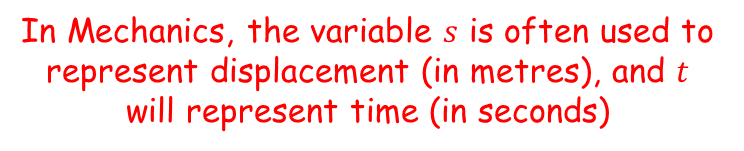 In Mechanics, the variable s is often used to
represent displacement (in metres), and t
will represent time (in seconds)